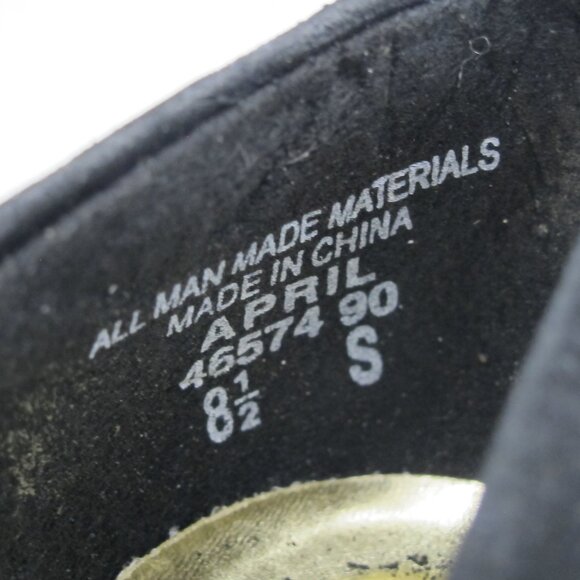 ALL MAN MADE MATERIALS
MADE IN CHINA
APRIL
46574 90
8 1/2 S